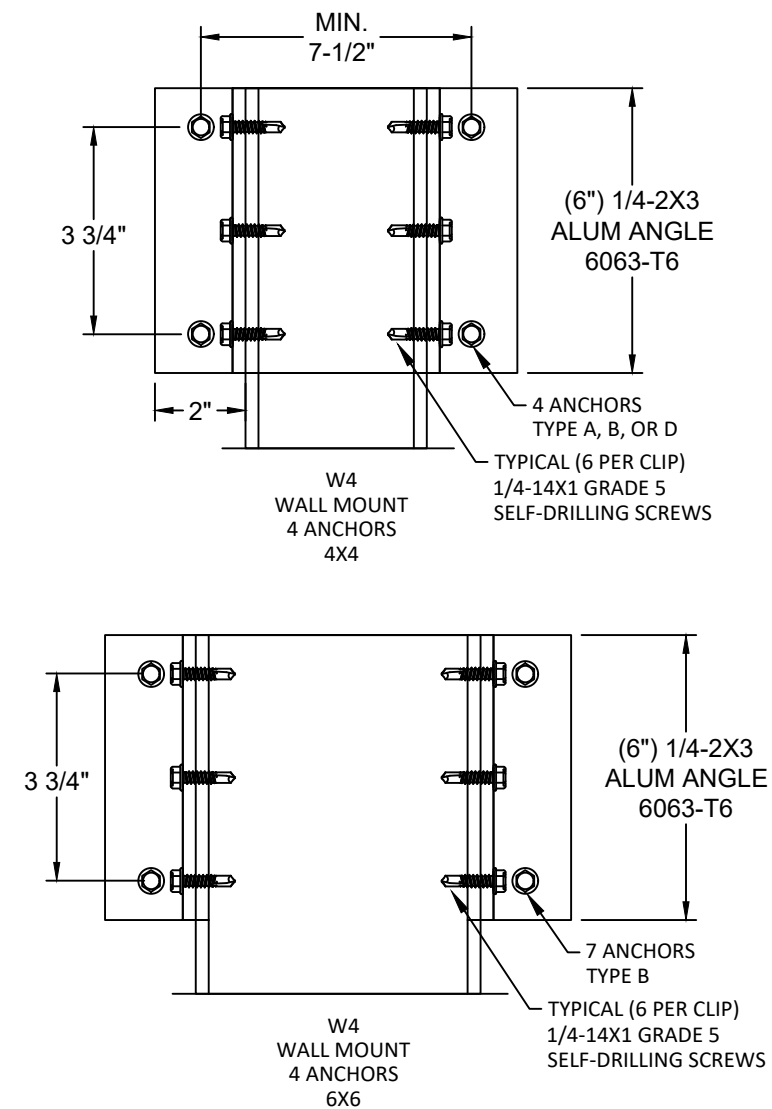 MIN.
7-1/2"
3 3/4"
(6") 1/4-2X3
ALUM ANGLE
6063-T6
2"
4 ANCHORS
TYPE A, B, OR D
TYPICAL (6 PER CLIP)
1/4-14X1 GRADE 5
SELF-DRILLING SCREWS
W4
WALL MOUNT
4 ANCHORS
4X4
3 3/4"
(6") 1/4-2X3
ALUM ANGLE
6063-T6
7 ANCHORS
TYPE B
TYPICAL (6 PER CLIP)
1/4-14X1 GRADE 5
SELF-DRILLING SCREWS
W4
WALL MOUNT
4 ANCHORS
6X6